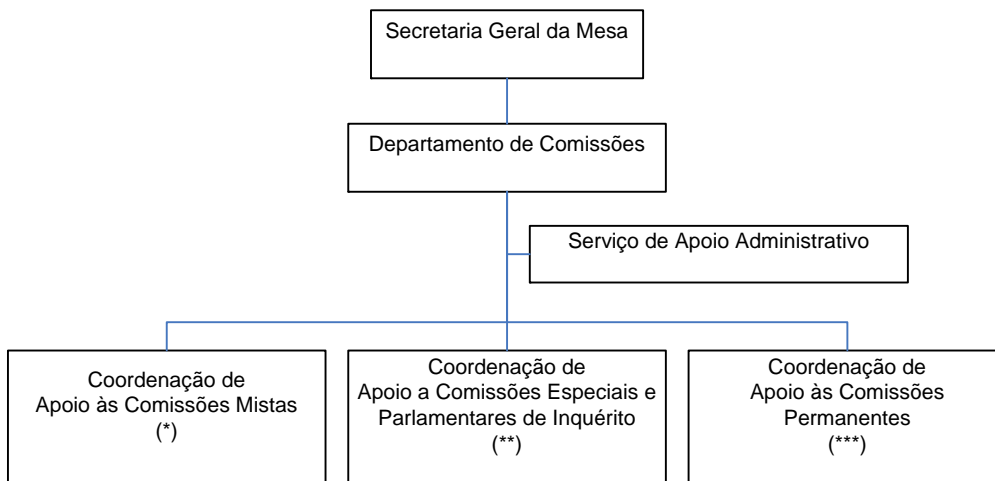 Secretaria Geral da Mesa
Departamento de Comissões
Serviço de Apoio Administrativo
Coordenação de
Apoio às Comissões Mistas
(*)
Coordenação de
Apoio a Comissões Especiais e
Parlamentares de Inquérito
(**)
Coordenação de
Apoio às Comissões
Permanentes
(***)